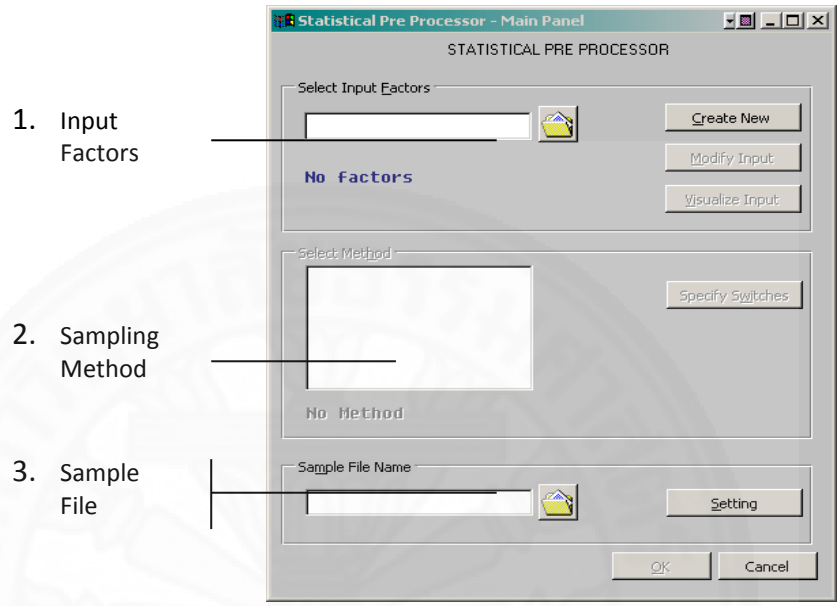 Statistical Pre Processor - Main Panel
STATISTICAL PRE PROCESSOR
Select Input Factors
1. Input
Factors
Create New
Modify Input
No factors
Visualize Input
Select Method
Specify Switches
2. Sampling
Method
No Method
3. Sample
File
Sample File Name
Setting
OK
Cancel